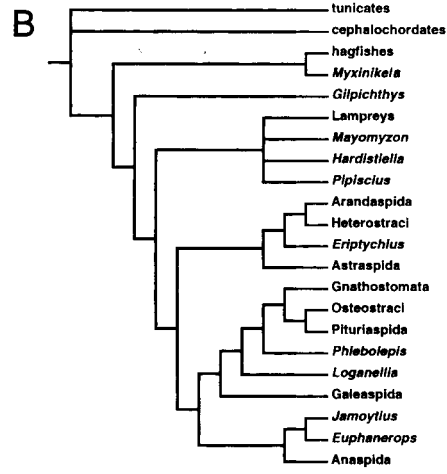 B
tunicates
cephalochordates
hagfishes
Myxinikela
Gilpichthys
Lampreys
Mayomyzon
Hardistiella
Pipiscius
Arandaspida
Heterostraci
Eriptychius
Astraspida
Gnathostomata
Osteostraci
Pituriaspida
Phlebolepis
Loganellia
Galeaspida
Jamoytius
Euphanerops
Anaspida